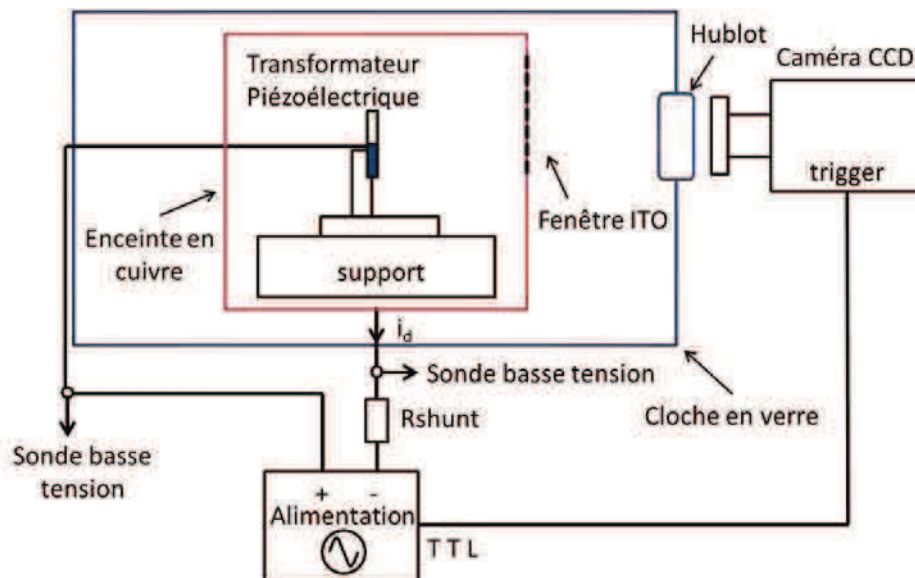 Hublot
Caméra CCD
Transformateur
Piézoélectrique
trigger
Fenêtre ITO
Enceinte en
cuivre
support
id
Sonde basse tension
Cloche en verre
Rshunt
Sonde basse
tension
+ -
Alimentation
T T L